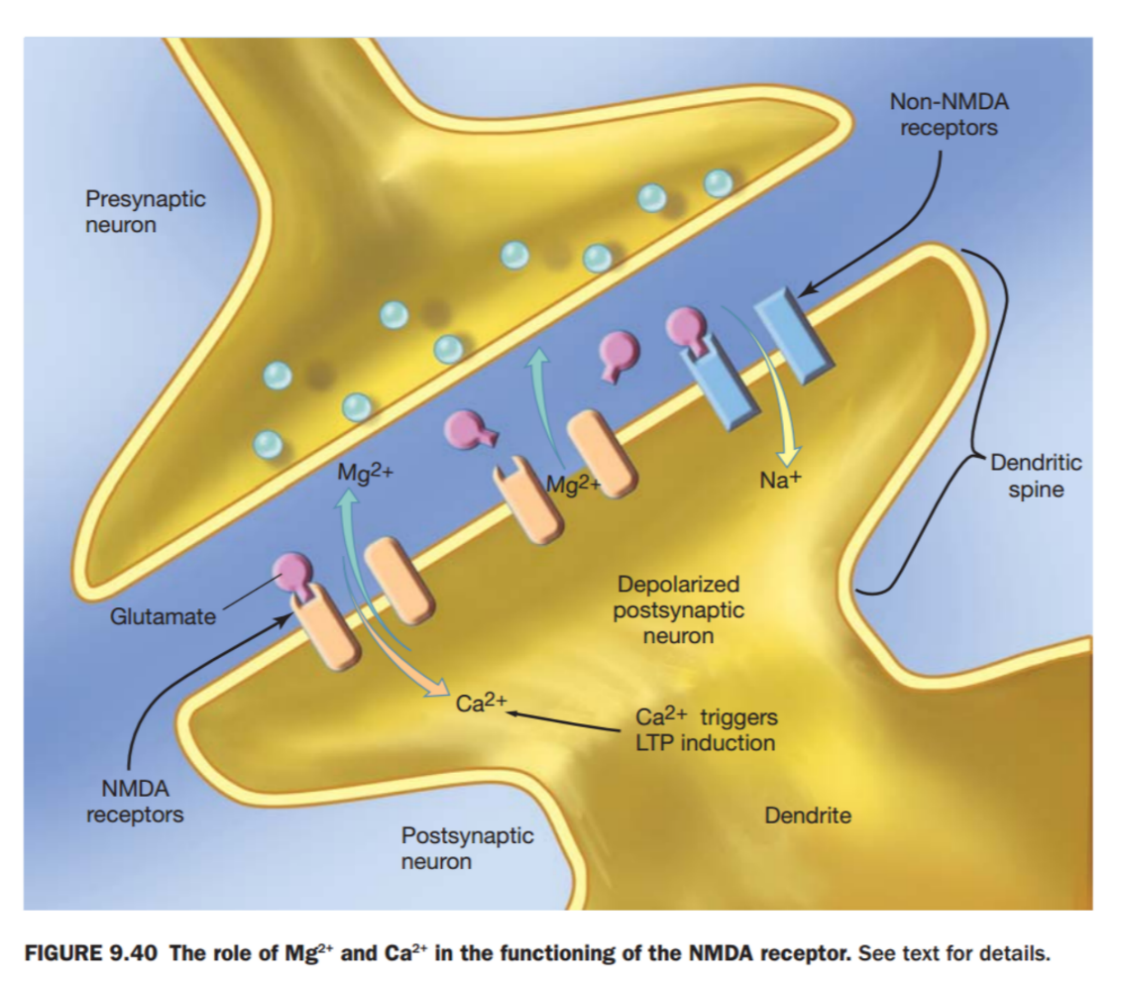 Non-NMDA
receptors
Presynaptic
neuron
Mg2+
Mg2+
Na+
Dendritic
spine
Glutamate
Depolarized
postsynaptic
neuron
Ca2+
Ca2+ triggers
LTP induction
NMDA
receptors
Dendrite
Postsynaptic
neuron
FIGURE 9.40 The role of Mg²⁺ and Ca²⁺ in the functioning of the NMDA receptor. See text for details.